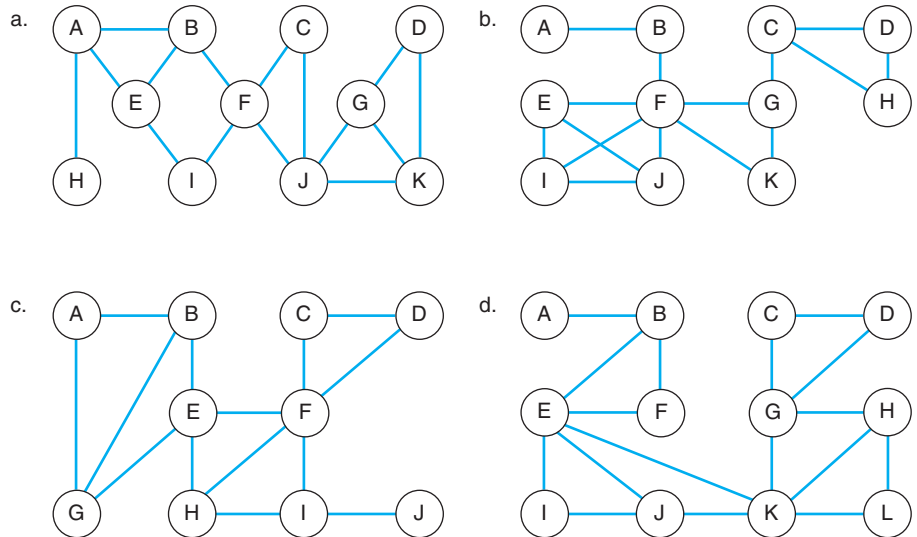 a.
A B C D
E F G
H I J K
b.
A B C D
E F G H
I J K
c.
A B C D
E F
G H I J
d.
A B C D
E F G H
I J K L